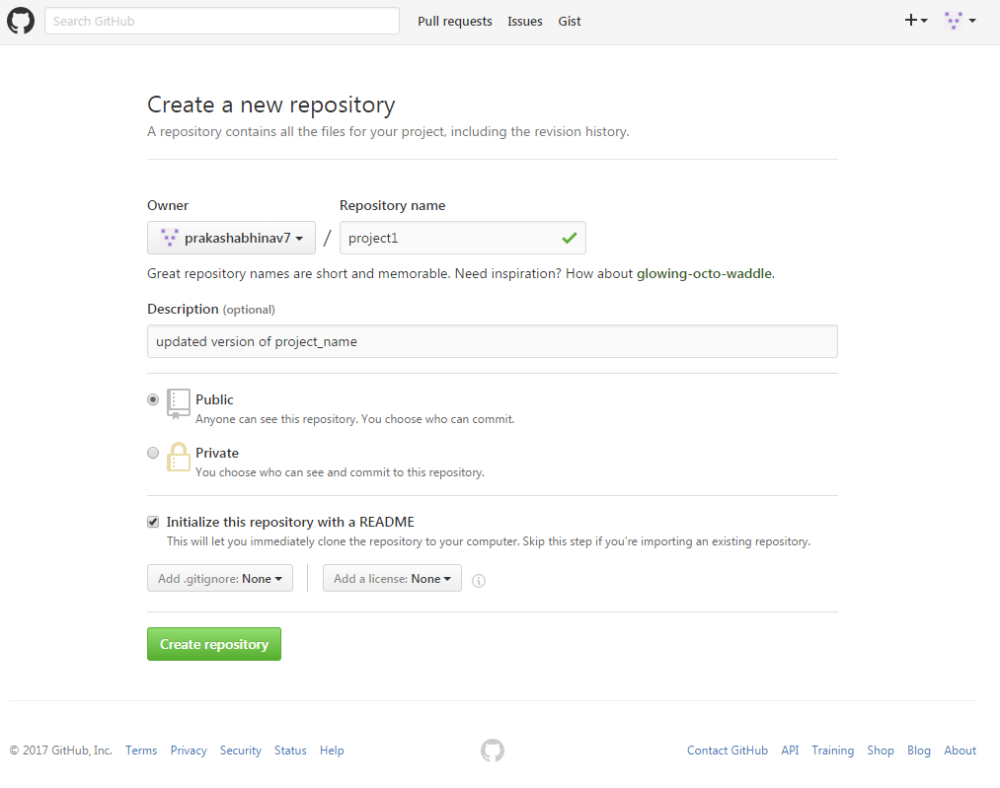 Search GitHub Pull requests Issues Gist
Create a new repository
A repository contains all the files for your project, including the revision history.
Owner Repository name
prakashabhinav7 / project1
Great repository names are short and memorable. Need inspiration? How about glowing-octo-waddle.
Description (optional)
updated version of project_name
Public
Anyone can see this repository. You choose who can commit.
Private
You choose who can see and commit to this repository.
Initialize this repository with a README
This will let you immediately clone the repository to your computer. Skip this step if you’re importing an existing repository.
Add .gitignore: None Add a license: None
Create repository
© 2017 GitHub, Inc. Terms Privacy Security Status Help Contact GitHub API Training Shop Blog About